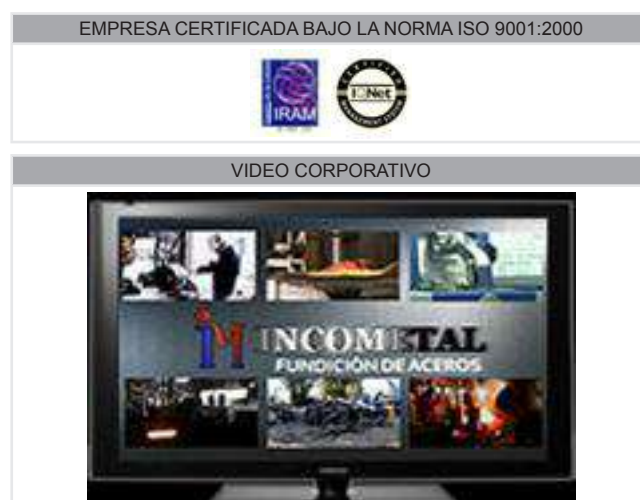 EMPRESA CERTIFICADA BAJO LA NORMA ISO 9001:2000
IRAM
IQNet
VIDEO CORPORATIVO
INCOMETAL
FUNDICIÓN DE ACEROS